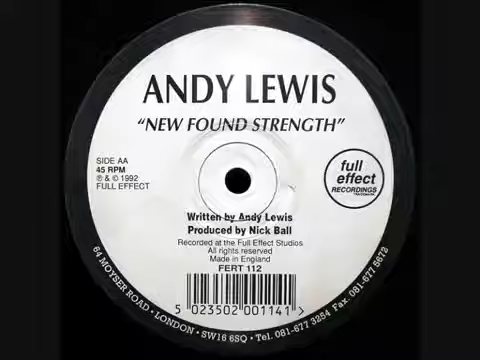 ANDY LEWIS
“NEW FOUND STRENGTH”
SIDE AA
45 RPM
℗ & © 1992
FULL EFFECT
full
effect
RECORDINGS
Written by Andy Lewis
Produced by Nick Ball
Recorded at the Full Effect Studios
All rights reserved
Made in England
FERT 112
5 023502 001141 >
64 MOYSER ROAD • LONDON • SW16 6SQ • Tel. 081-677 3254 Fax. 081-677 5672